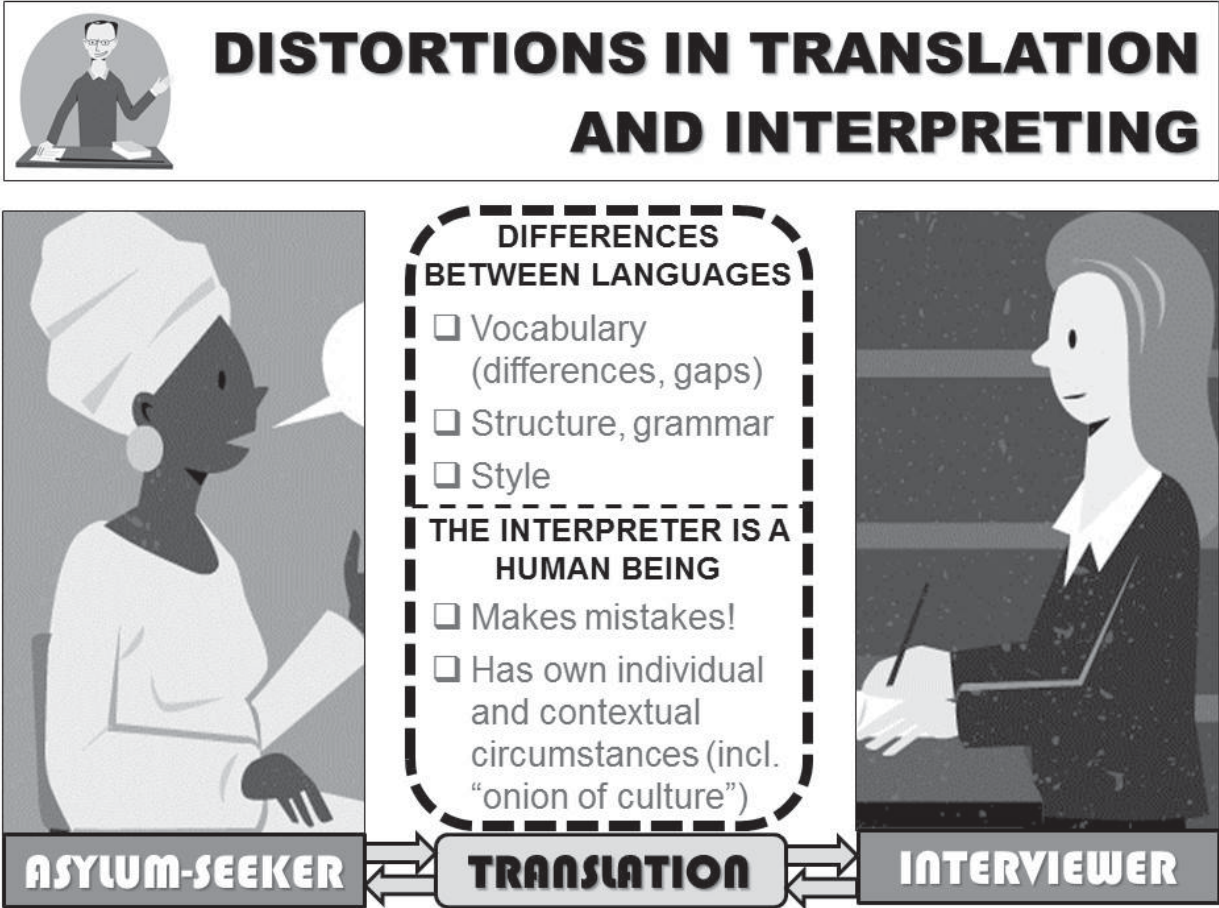 DISTORTIONS IN TRANSLATION
AND INTERPRETING
DIFFERENCES
BETWEEN LANGUAGES
❑ Vocabulary
(differences, gaps)
❑ Structure, grammar
❑ Style
THE INTERPRETER IS A
HUMAN BEING
❑ Makes mistakes!
❑ Has own individual
and contextual
circumstances (incl.
“onion of culture”)
ASYLUM-SEEKER
TRANSLATION
INTERVIEWER